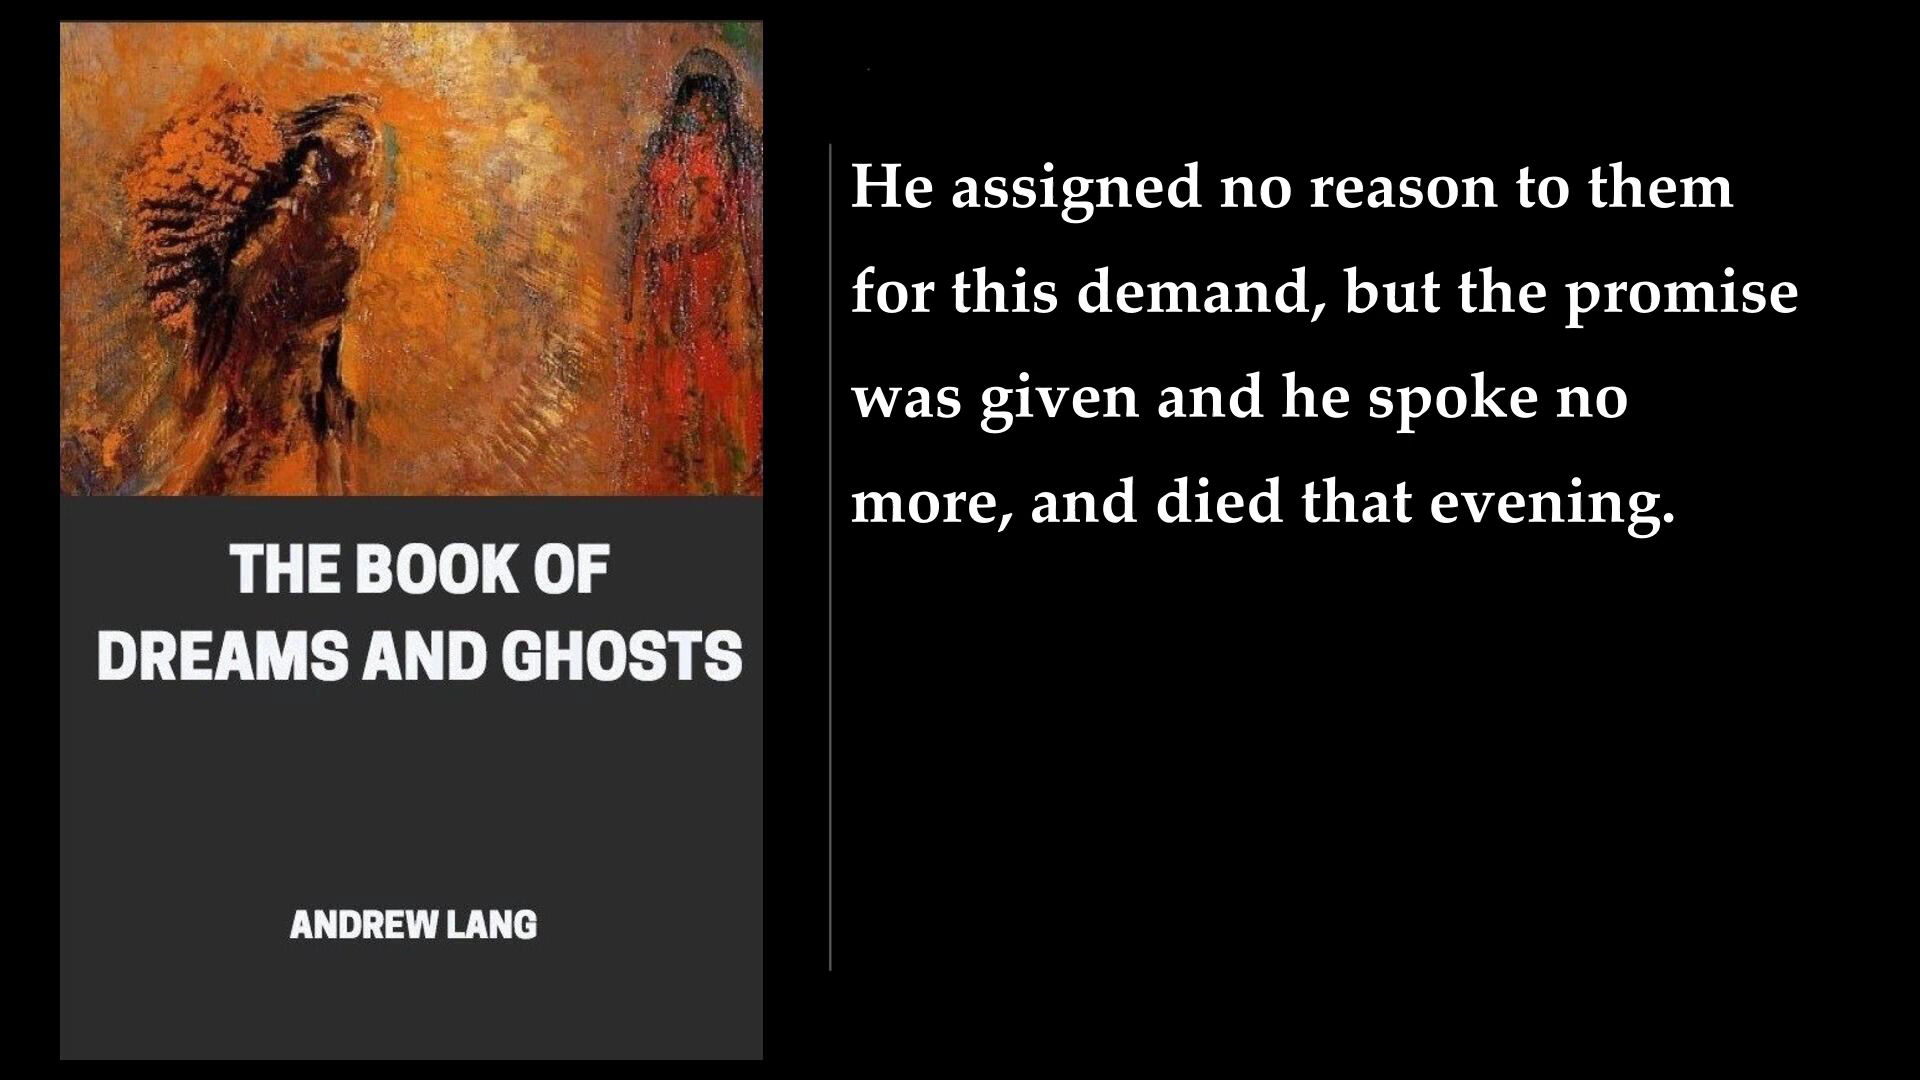 THE BOOK OF
DREAMS AND GHOSTS
ANDREW LANG
He assigned no reason to them
for this demand, but the promise
was given and he spoke no
more, and died that evening.